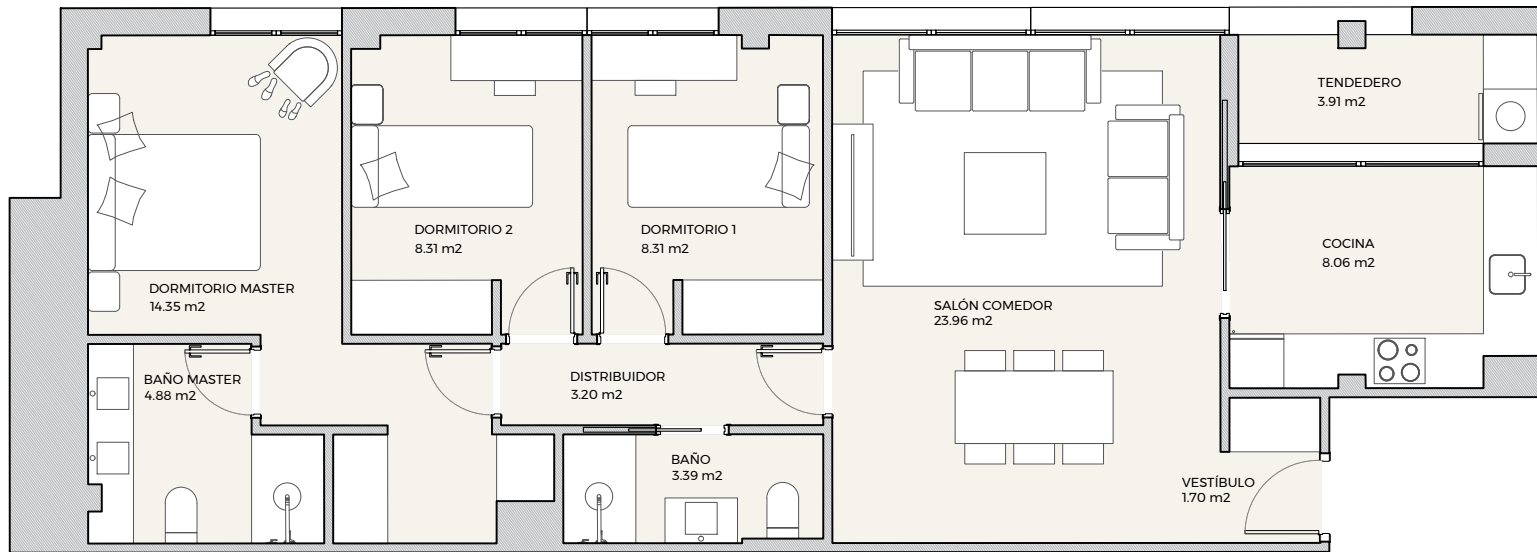 TENDEDERO
3.91 m2
DORMITORIO 2
8.31 m2
DORMITORIO 1
8.31 m2
COCINA
8.06 m2
DORMITORIO MASTER
14.35 m2
SALÓN COMEDOR
23.96 m2
BAÑO MASTER
4.88 m2
DISTRIBUIDOR
3.20 m2
BAÑO
3.39 m2
VESTÍBULO
1.70 m2